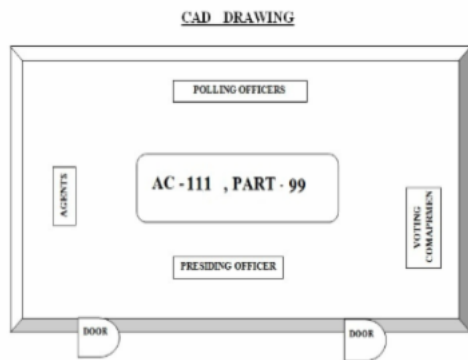 CAD DRAWING
POLLING OFFICERS
AGENTS
AC -111 , PART - 99
VOTING
COMAPRMEN
PRESIDING OFFICER
DOOR
DOOR